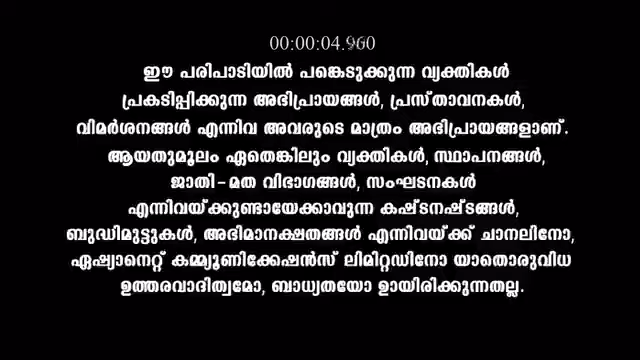 00:00:04.960
ഈ പരിപാടിയിൽ പങ്കെടുക്കുന്ന വ്യക്തികൾ
പ്രകടിപ്പിക്കുന്ന അഭിപ്രായങ്ങൾ, പ്രസ്താവനകൾ,
വിമർശനങ്ങൾ എന്നിവ അവരുടെ മാത്രം അഭിപ്രായങ്ങളാണ്.
ആയതുമൂലം ഏതെങ്കിലും വ്യക്തികൾ, സ്ഥാപനങ്ങൾ,
ജാതി-മത വിഭാഗങ്ങൾ, സംഘടനകൾ
എന്നിവയ്ക്കുണ്ടായേക്കാവുന്ന കഷ്ടനഷ്ടങ്ങൾ,
ബുദ്ധിമുട്ടുകൾ, അഭിമാനക്ഷതങ്ങൾ എന്നിവയ്ക്ക് ചാനലിനോ,
ഏഷ്യാനെറ്റ് കമ്മ്യൂണിക്കേഷൻസ് ലിമിറ്റഡിനോ യാതൊരുവിധ
ഉത്തരവാദിത്വമോ, ബാധ്യതയോ ഉായിരിക്കുന്നതല്ല.